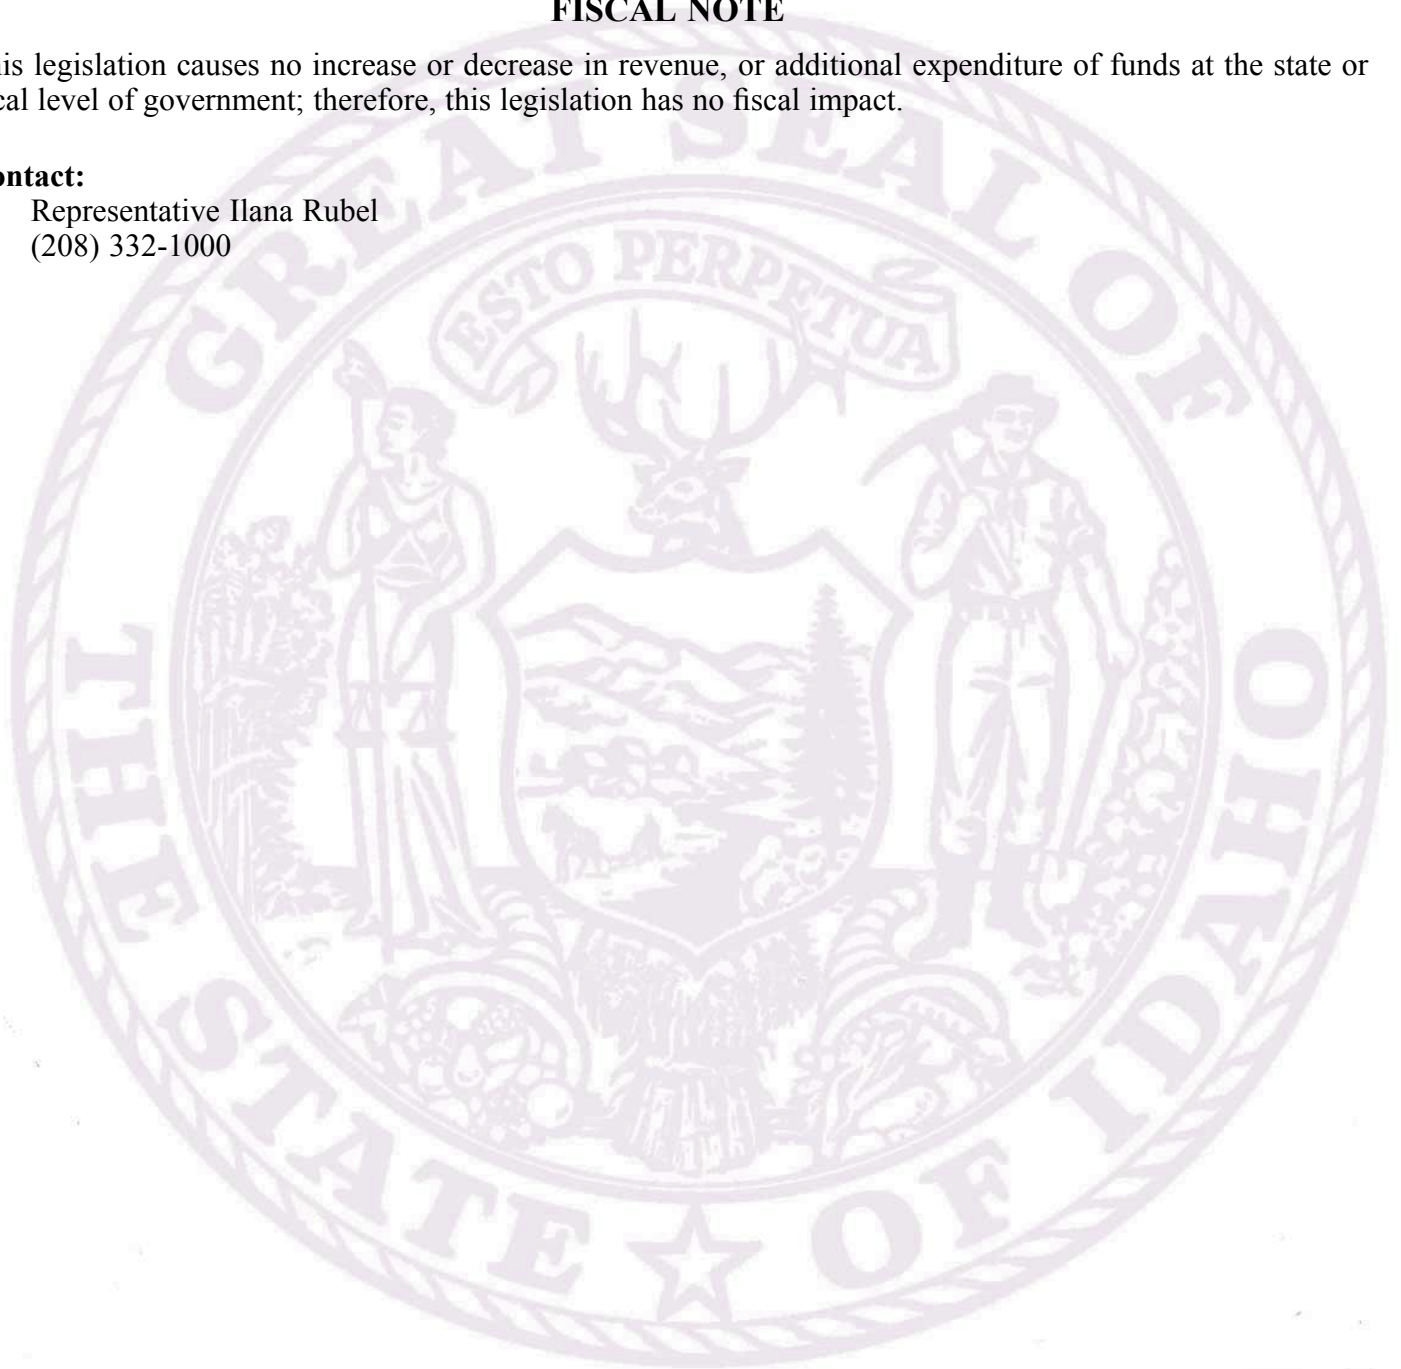 FISCAL NOTE
his legislation causes no increase or decrease in revenue, or additional expenditure of funds at the state or
cal level of government; therefore, this legislation has no fiscal impact.
ontact:
Representative Ilana Rubel
(208) 332-1000
GREAT SEAL OF
ESTO PERPETUA
THE STATE OF IDAHO